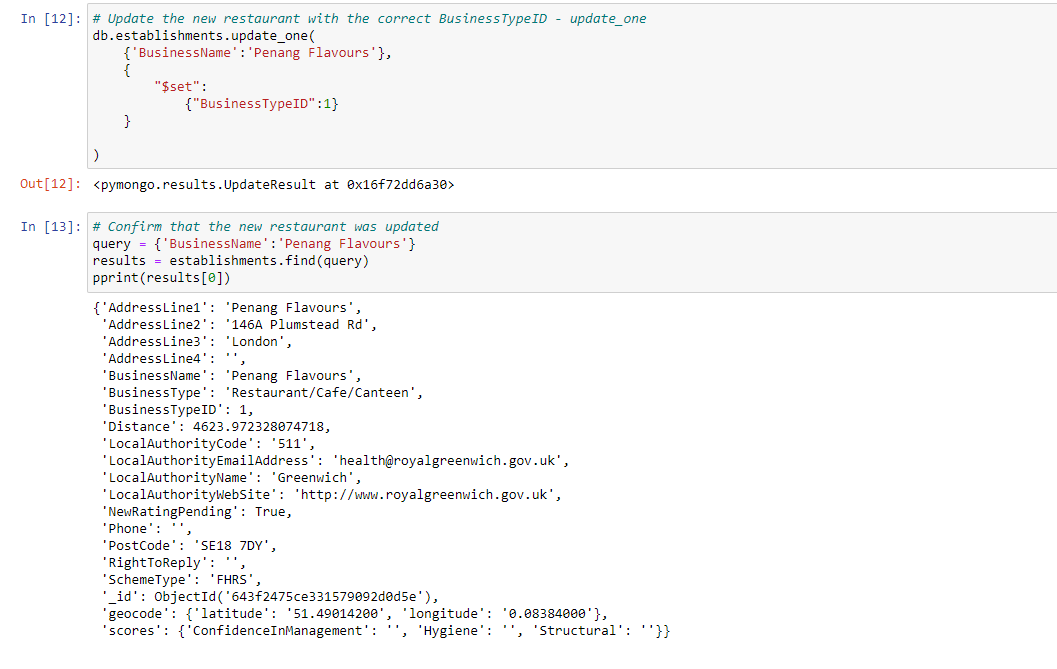 In [12]: # Update the new restaurant with the correct BusinessTypeID - update_one
db.establishments.update_one(
    {'BusinessName':'Penang Flavours'},
    {
        "$set":
            {"BusinessTypeID":1}
    }
)
Out[12]: <pymongo.results.UpdateResult at 0x16f72dd6a30>
In [13]: # Confirm that the new restaurant was updated
query = {'BusinessName':'Penang Flavours'}
results = establishments.find(query)
pprint(results[0])
{'AddressLine1': 'Penang Flavours',
 'AddressLine2': '146A Plumstead Rd',
 'AddressLine3': 'London',
 'AddressLine4': '',
 'BusinessName': 'Penang Flavours',
 'BusinessType': 'Restaurant/Cafe/Canteen',
 'BusinessTypeID': 1,
 'Distance': 4623.972328074718,
 'LocalAuthorityCode': '511',
 'LocalAuthorityEmailAddress': 'health@royalgreenwich.gov.uk',
 'LocalAuthorityName': 'Greenwich',
 'LocalAuthorityWebSite': 'http://www.royalgreenwich.gov.uk',
 'NewRatingPending': True,
 'Phone': '',
 'PostCode': 'SE18 7DY',
 'RightToReply': '',
 'SchemeType': 'FHRS',
 '_id': ObjectId('643f2475ce331579092d0d5e'),
 'geocode': {'latitude': '51.49014200', 'longitude': '0.08384000'},
 'scores': {'ConfidenceInManagement': '', 'Hygiene': '', 'Structural': ''}}